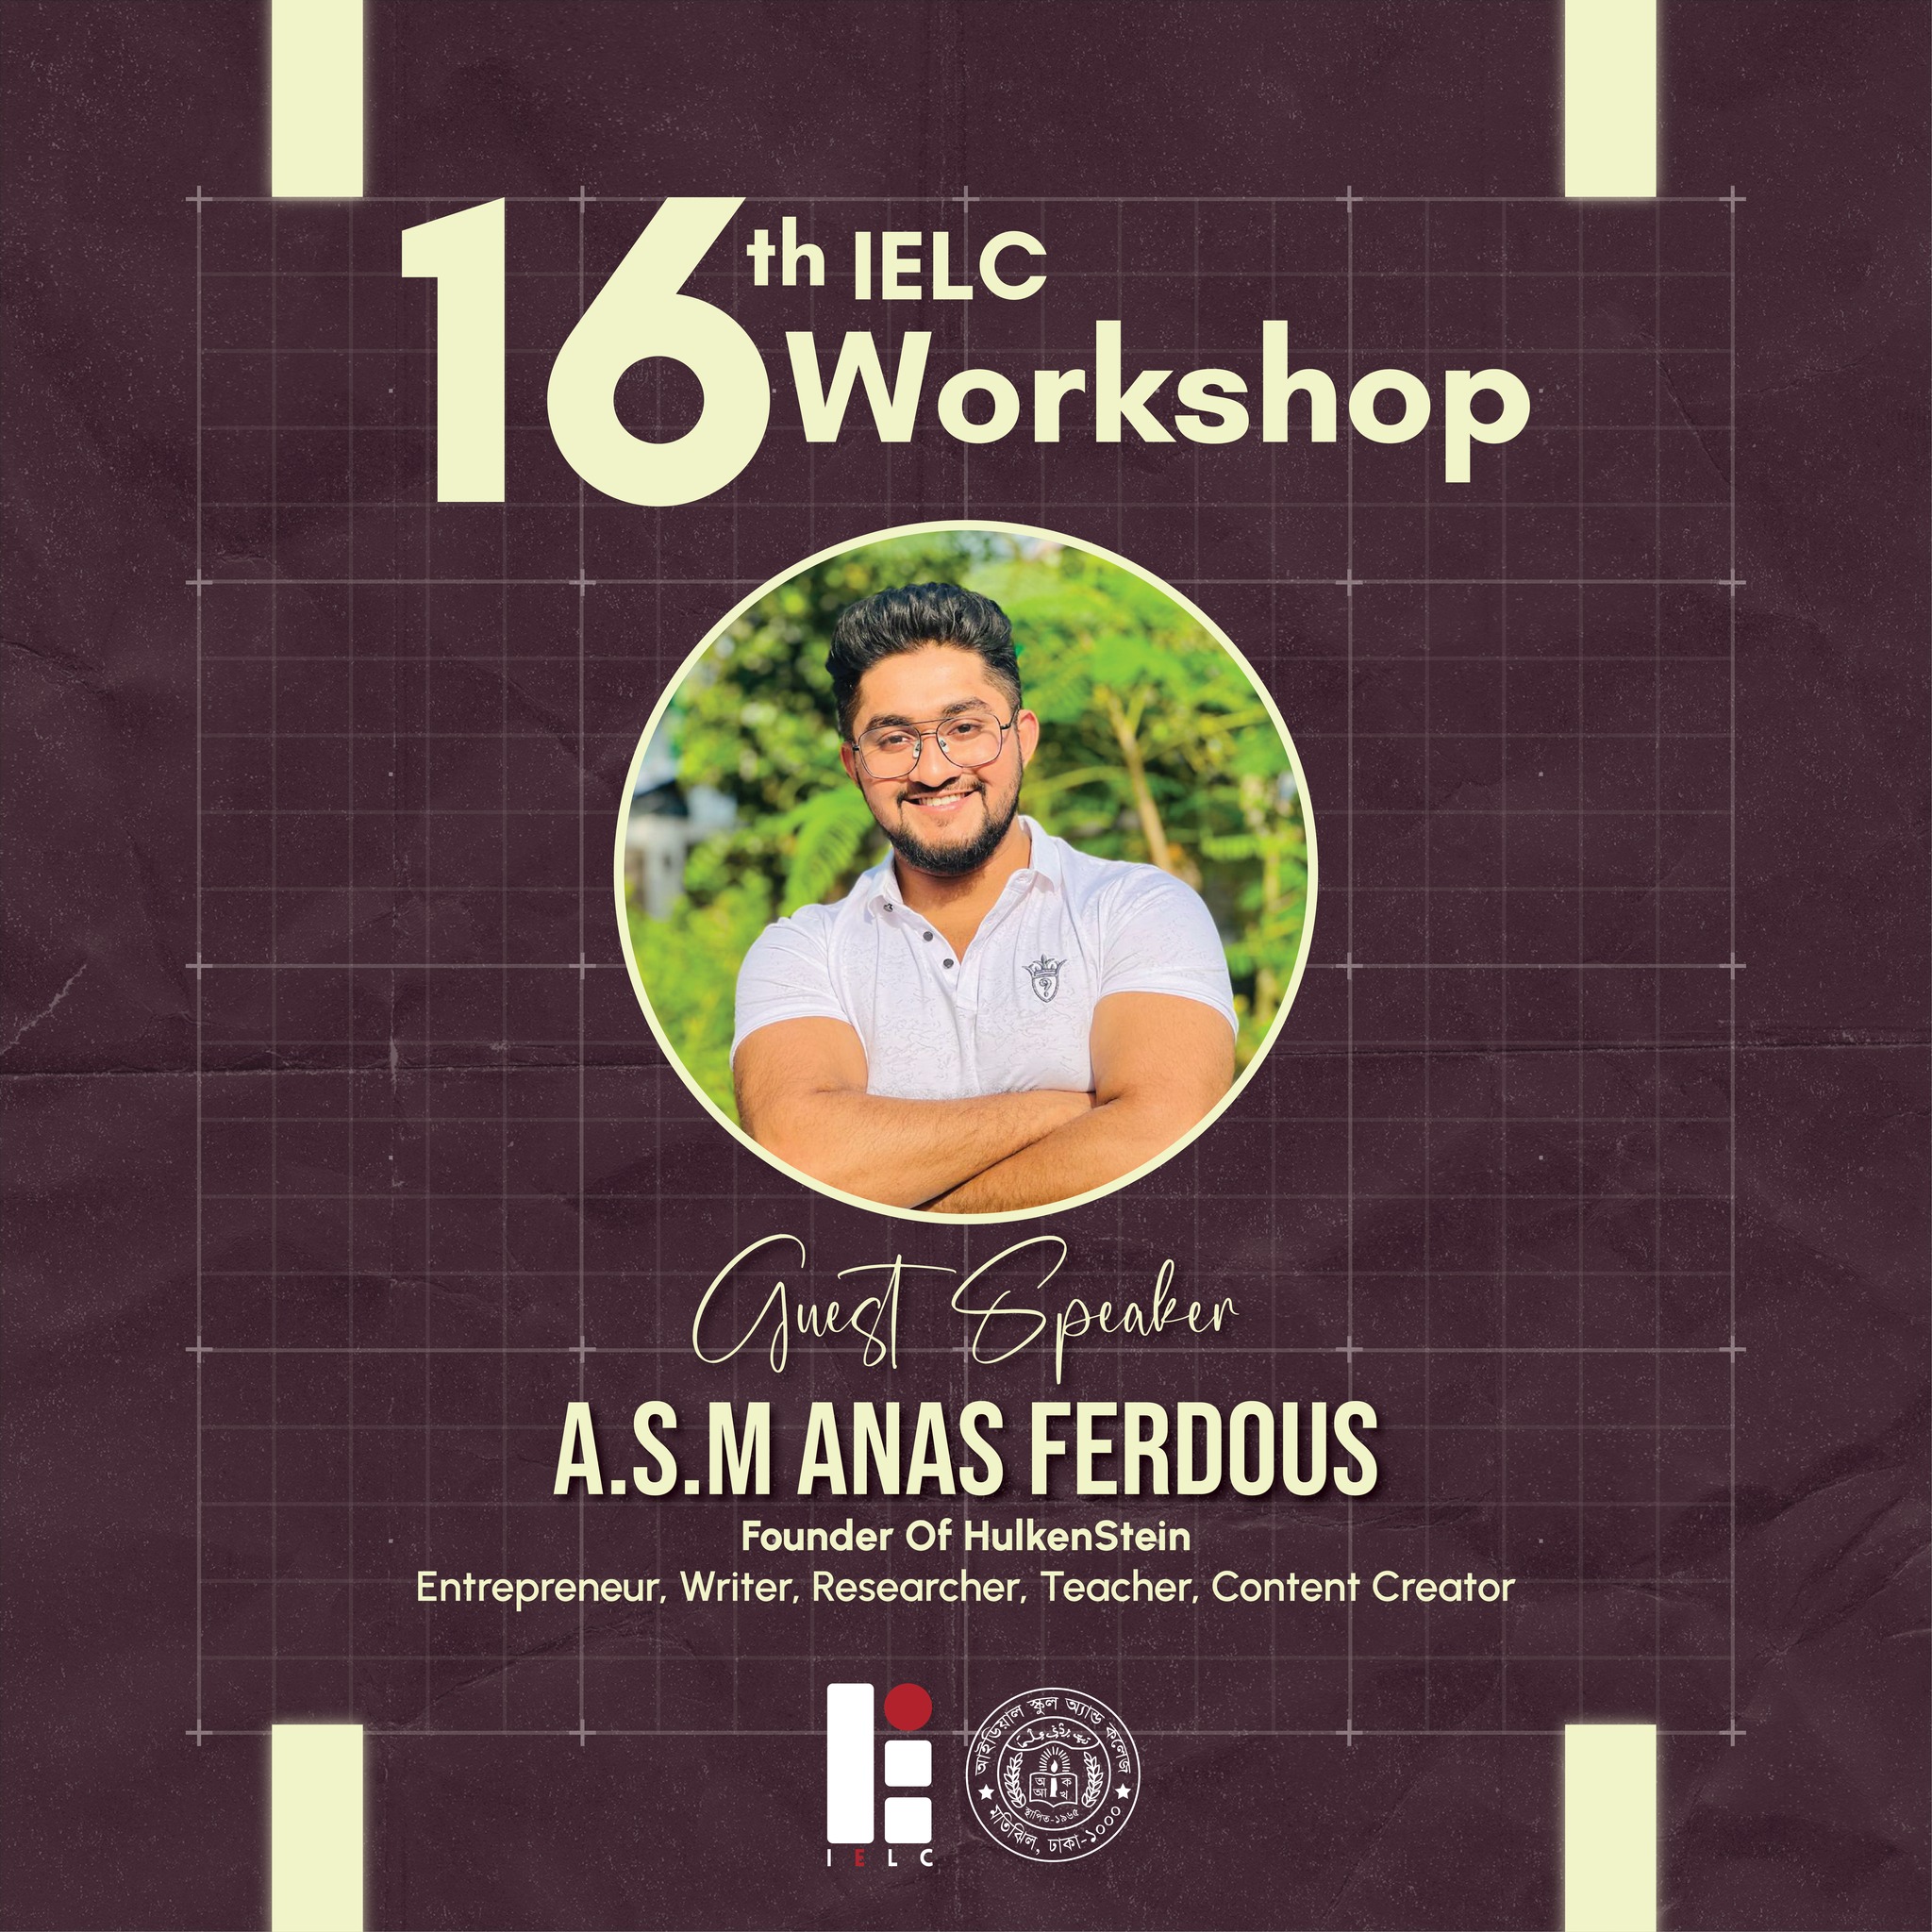 16th IELC
Workshop
Guest Speaker
A.S.M ANAS FERDOUS
Founder Of HulkenStein
Entrepreneur, Writer, Researcher, Teacher, Content Creator
IELC
আইডিয়াল স্কুল অ্যান্ড কলেজ
অ ক
আ খ
স্থাপিত-১৯৬৫
মতিঝিল, ঢাকা-১০০০